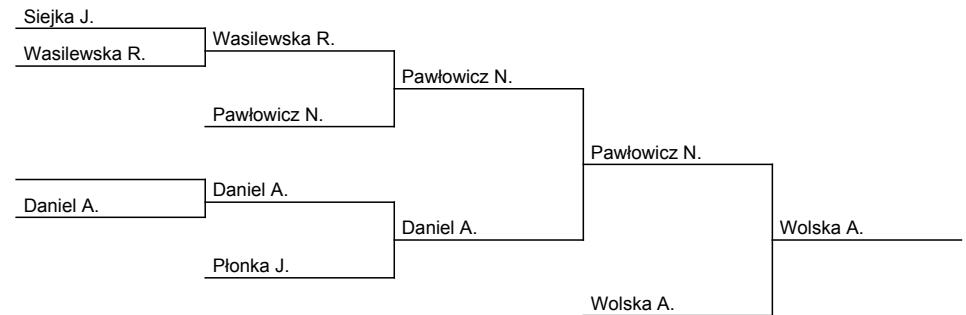 Siejka J.
Wasilewska R.
Wasilewska R.
Pawłowicz N.
Pawłowicz N.
Pawłowicz N.
Daniel A.
Daniel A.
Daniel A.
Wolska A.
Płonka J.
Wolska A.